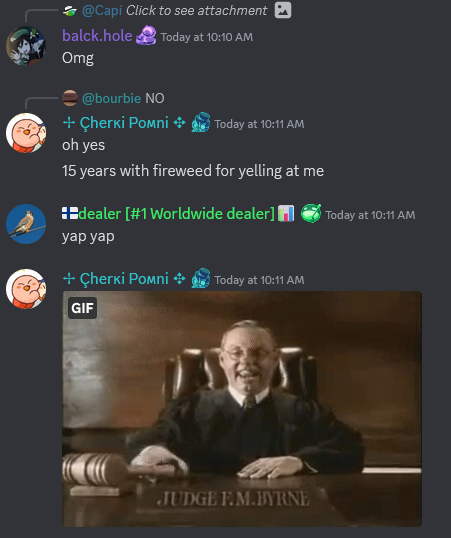 @Capi Click to see attachment
balck.hole Today at 10:10 AM
Omg
@bourbie NO
✢ Çherкi Poмni ✣ Today at 10:11 AM
oh yes
15 years with fireweed for yelling at me
🇫🇮dealer [#1 Worldwide dealer]📊 Today at 10:11 AM
yap yap
✢ Çherкi Poмni ✣ Today at 10:11 AM
GIF
JUDGE F.M.BYRNE